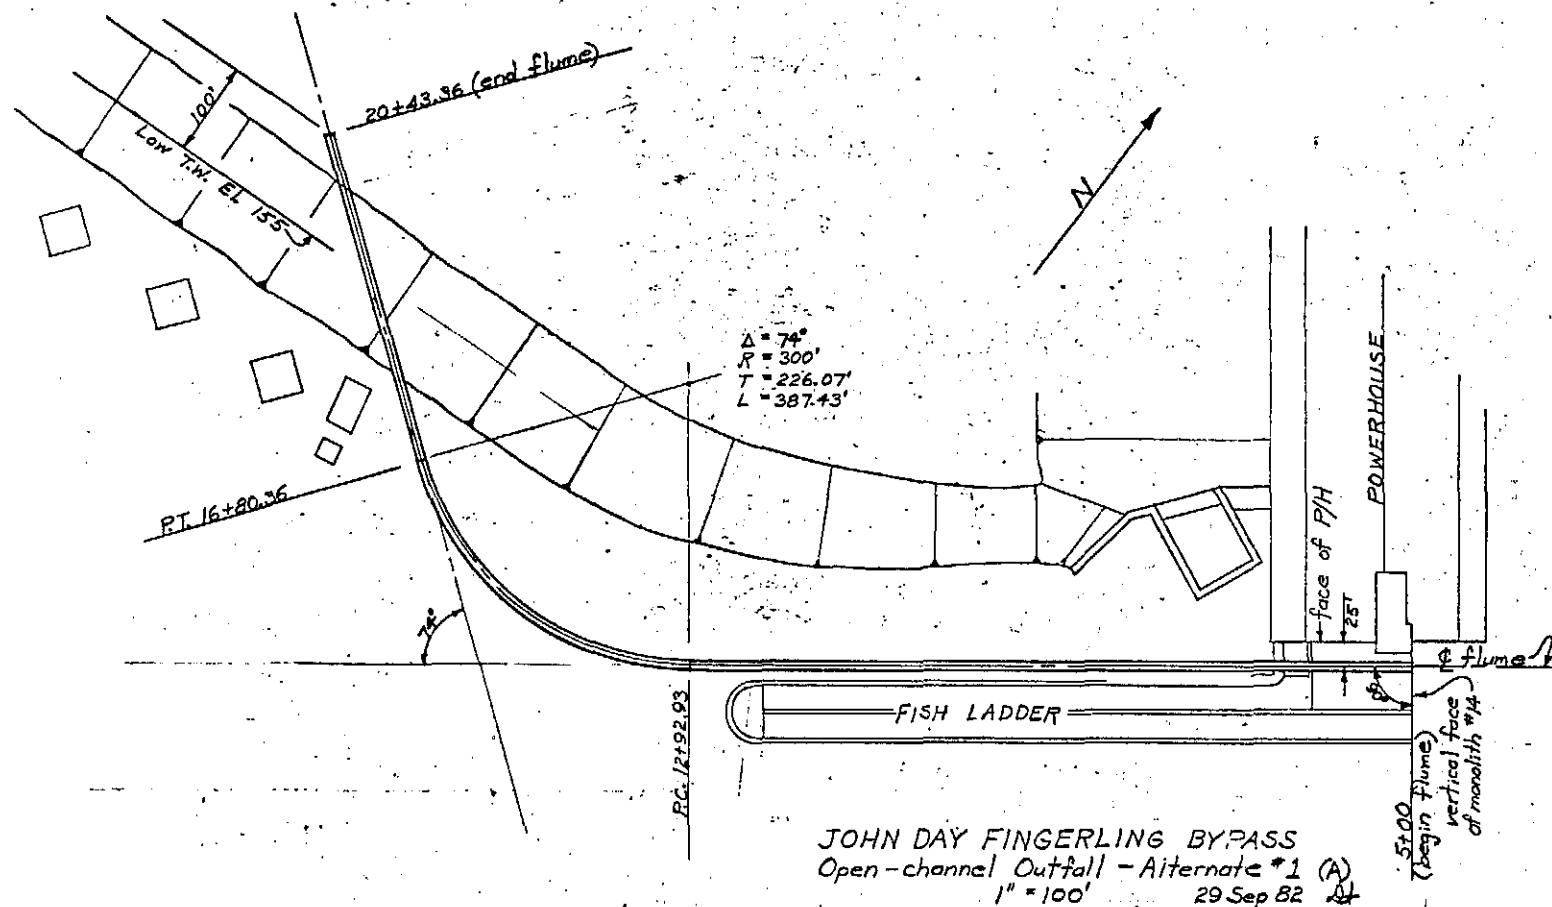 20+43.36 (end flume)
100'
LOW T.W. EL 155
N
Δ = 74°
R = 300'
T = 226.07'
L = 387.43'
P.T. 16+80.36
74°
P.C. 12+92.93
FISH LADDER
face of P/H
25'
POWERHOUSE
℄ flume
5+00
(begin flume)
vertical face
of monolith #14
JOHN DAY FINGERLING BYPASS
Open-channel Outfall - Alternate #1 (A)
1" = 100' 29 Sep 82